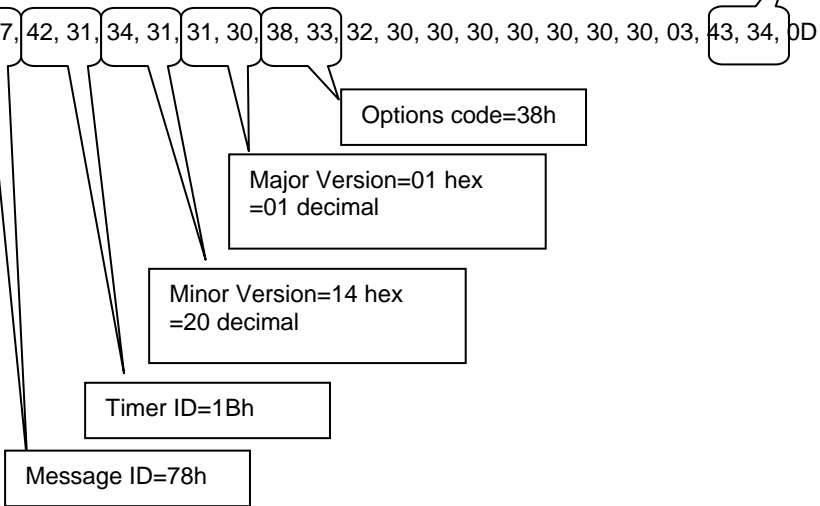 7, 42, 31, 34, 31, 31, 30, 38, 33, 32, 30, 30, 30, 30, 30, 30, 30, 03, 43, 34, 0D
Options code=38h
Major Version=01 hex
=01 decimal
Minor Version=14 hex
=20 decimal
Timer ID=1Bh
Message ID=78h